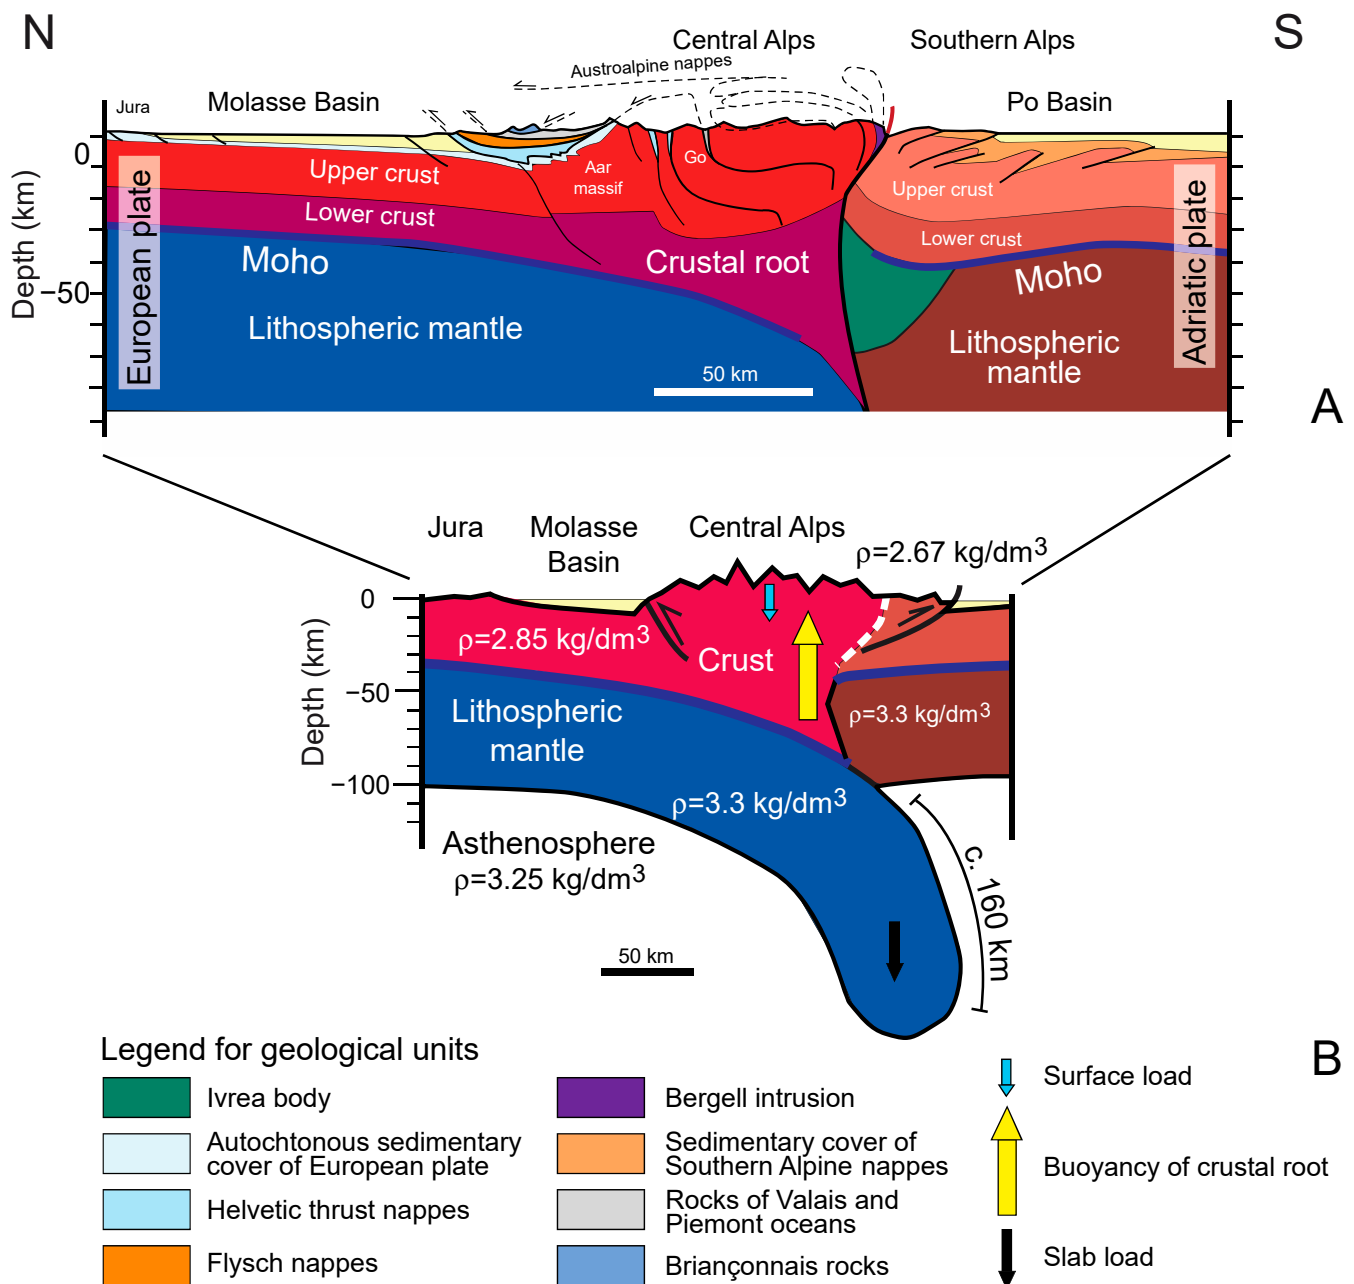 N
S
Central Alps
Southern Alps
Austroalpine nappes
Jura
Molasse Basin
Po Basin
0
−50
Depth (km)
European plate
Upper crust
Lower crust
Moho
Lithospheric mantle
Aar
massif
Go
Crustal root
Upper crust
Lower crust
Moho
Lithospheric
mantle
Adriatic plate
50 km
A
Jura
Molasse
Basin
Central Alps
ρ=2.67 kg/dm3
0
−50
−100
Depth (km)
ρ=2.85 kg/dm3
Crust
Lithospheric
mantle
ρ=3.3 kg/dm3
ρ=3.3 kg/dm3
Asthenosphere
ρ=3.25 kg/dm3
c. 160 km
50 km
B
Legend for geological units
Ivrea body
Autochtonous sedimentary
cover of European plate
Helvetic thrust nappes
Flysch nappes
Bergell intrusion
Sedimentary cover of
Southern Alpine nappes
Rocks of Valais and
Piemont oceans
Briançonnais rocks
Surface load
Buoyancy of crustal root
Slab load